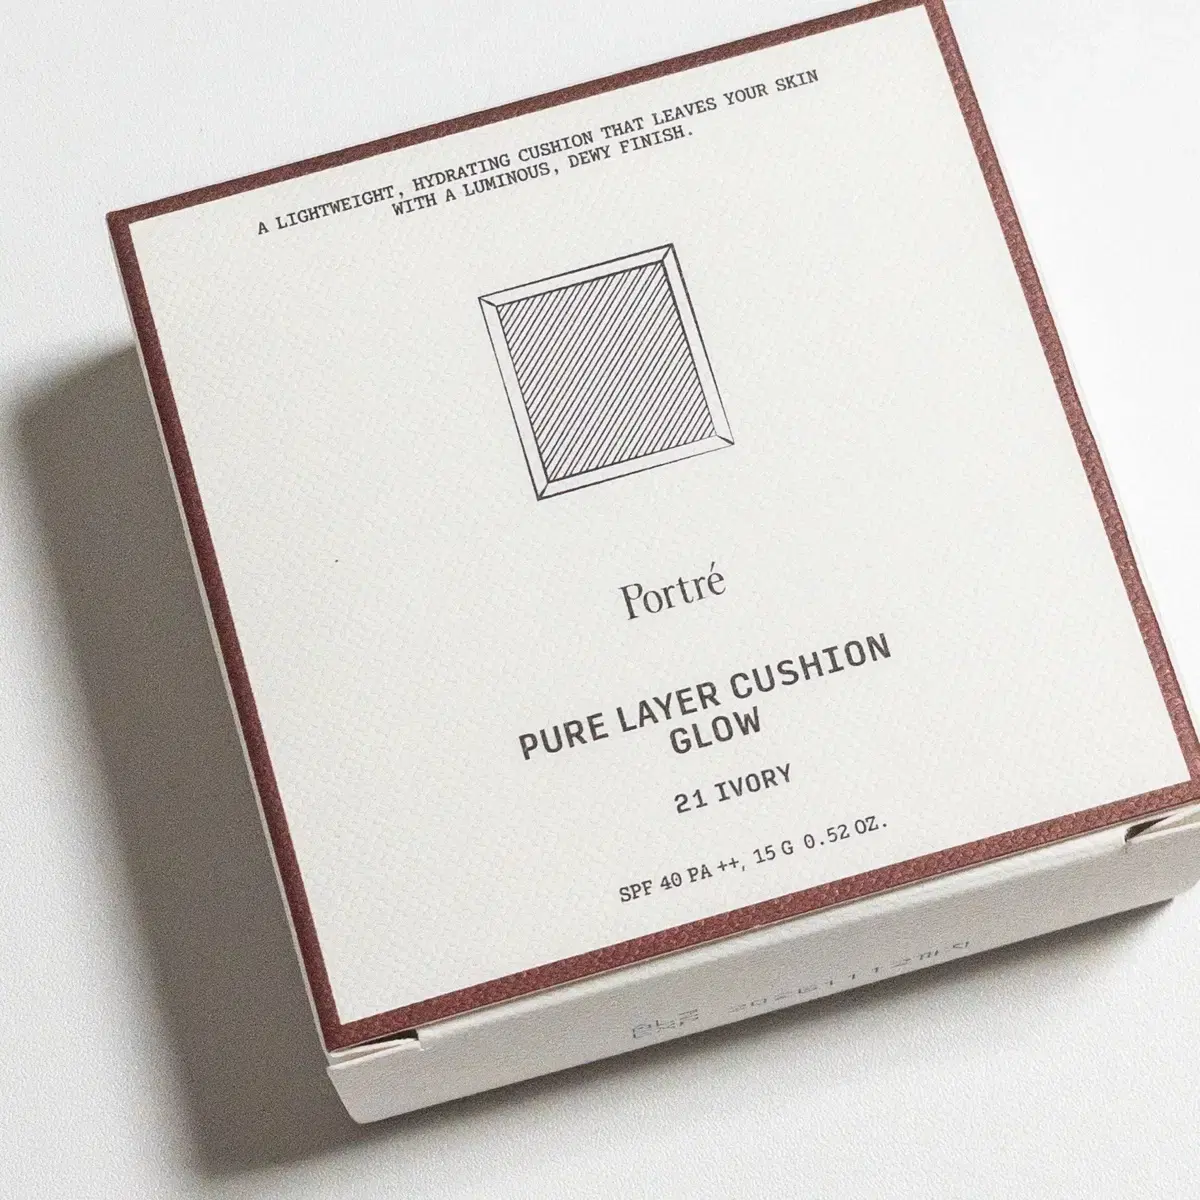 A LIGHTWEIGHT, HYDRATING CUSHION THAT LEAVES YOUR SKIN
WITH A LUMINOUS, DEWY FINISH.
Portré
PURE LAYER CUSHION
GLOW
21 IVORY
SPF 40 PA ++, 15 G 0.52 OZ.